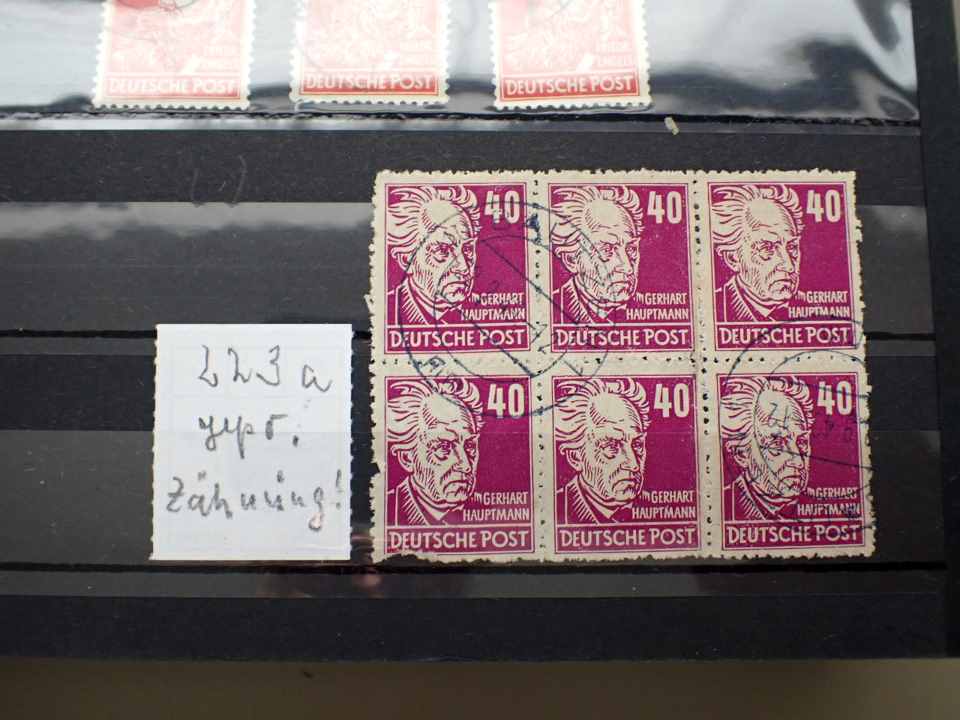 DEUTSCHE POST DEUTSCHE POST DEUTSCHE POST
40 40 40
GERHART GERHART GERHART
HAUPTMANN HAUPTMANN HAUPTMANN
DEUTSCHE POST DEUTSCHE POST DEUTSCHE POST
40 40 40
GERHART GERHART GERHART
HAUPTMANN HAUPTMANN HAUPTMANN
DEUTSCHE POST DEUTSCHE POST DEUTSCHE POST
223 a
gepr.
Zähnung!